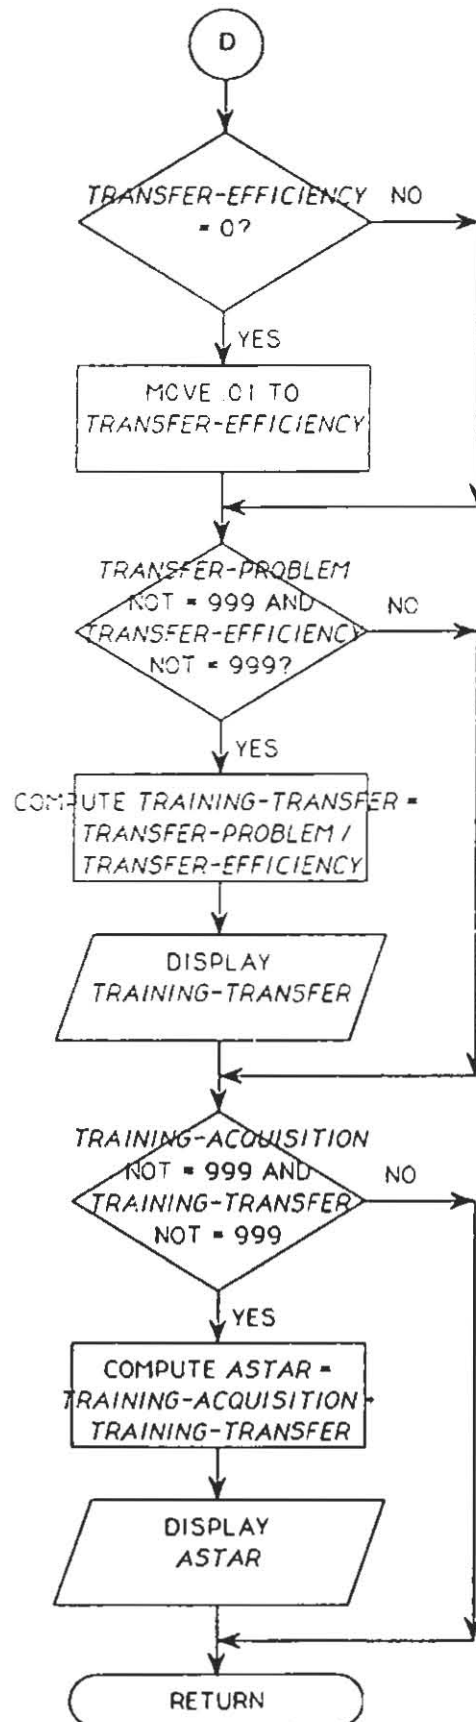 D
TRANSFER-EFFICIENCY
= 0?
NO
YES
MOVE .01 TO
TRANSFER-EFFICIENCY
TRANSFER-PROBLEM
NOT = 999 AND
TRANSFER-EFFICIENCY
NOT = 999?
NO
YES
COMPUTE TRAINING-TRANSFER =
TRANSFER-PROBLEM /
TRANSFER-EFFICIENCY
DISPLAY
TRAINING-TRANSFER
TRAINING-ACQUISITION
NOT = 999 AND
TRAINING-TRANSFER
NOT = 999
NO
YES
COMPUTE ASTAR =
TRAINING-ACQUISITION
TRAINING-TRANSFER
DISPLAY
ASTAR
RETURN